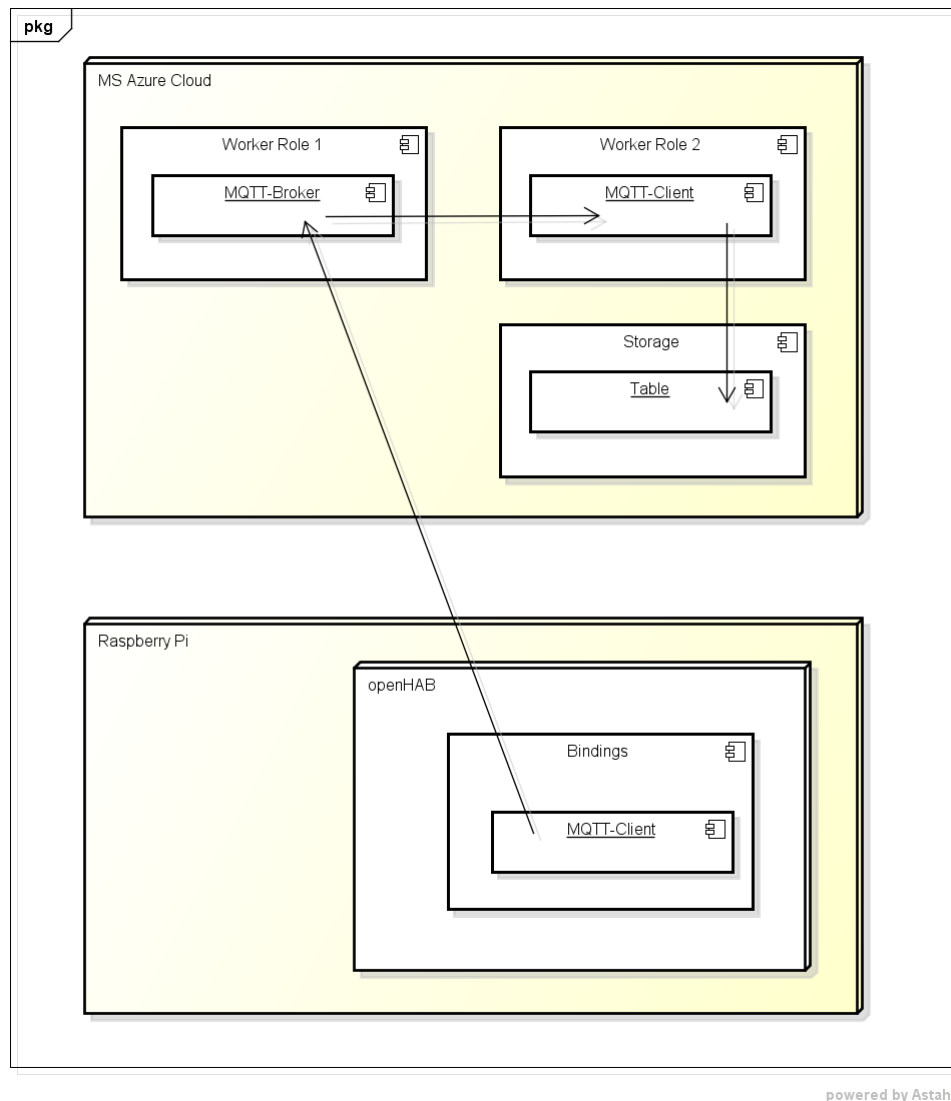 pkg
MS Azure Cloud
Worker Role 1
Worker Role 2
MQTT-Broker
MQTT-Client
Storage
Table
Raspberry Pi
openHAB
Bindings
MQTT-Client
powered by Astah